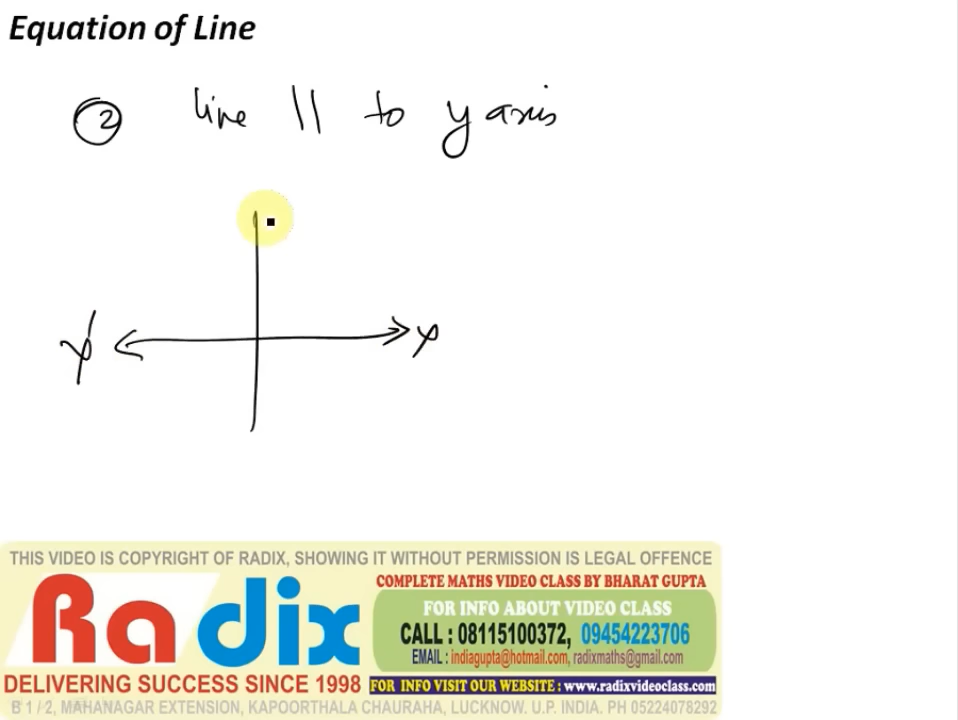 Equation of Line
2 line || to y axis
x' x
THIS VIDEO IS COPYRIGHT OF RADIX, SHOWING IT WITHOUT PERMISSION IS LEGAL OFFENCE
Radix
DELIVERING SUCCESS SINCE 1998
COMPLETE MATHS VIDEO CLASS BY BHARAT GUPTA
FOR INFO ABOUT VIDEO CLASS
CALL : 08115100372, 09454223706
EMAIL : indiagupta@hotmail.com, radixmaths@gmail.com
FOR INFO VISIT OUR WEBSITE : www.radixvideoclass.com
B 1 / 2, MAHANAGAR EXTENSION, KAPOORTHALA CHAURAHA, LUCKNOW. U.P. INDIA. PH 05224078292